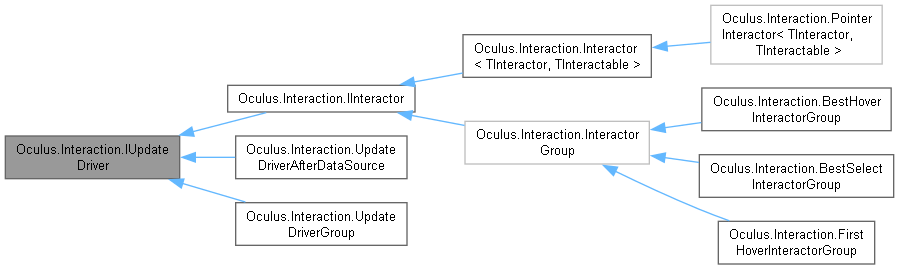 Oculus.Interaction.IUpdate
Driver
Oculus.Interaction.IInteractor
Oculus.Interaction.Update
DriverAfterDataSource
Oculus.Interaction.Update
DriverGroup
Oculus.Interaction.Interactor
< TInteractor, TInteractable >
Oculus.Interaction.Interactor
Group
Oculus.Interaction.Pointer
Interactor< TInteractor,
TInteractable >
Oculus.Interaction.BestHover
InteractorGroup
Oculus.Interaction.BestSelect
InteractorGroup
Oculus.Interaction.First
HoverInteractorGroup